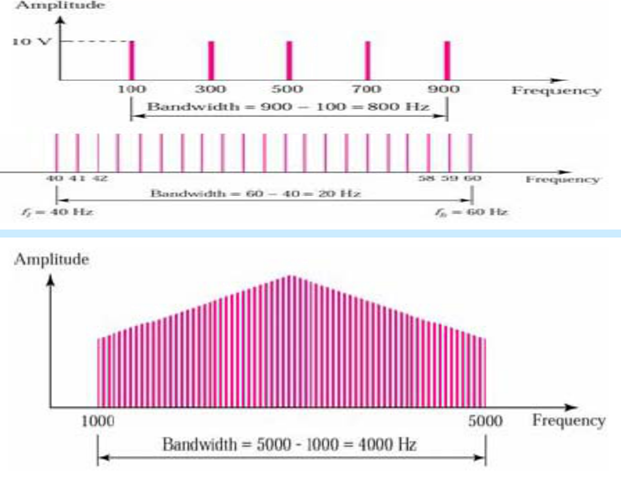 Amplitude
10 V
100 300 500 700 900 Frequency
Bandwidth = 900 – 100 = 800 Hz
40 41 42 58 59 60 Frequency
Bandwidth = 60 – 40 = 20 Hz
fₗ = 40 Hz fₕ = 60 Hz
Amplitude
1000 5000 Frequency
Bandwidth = 5000 - 1000 = 4000 Hz